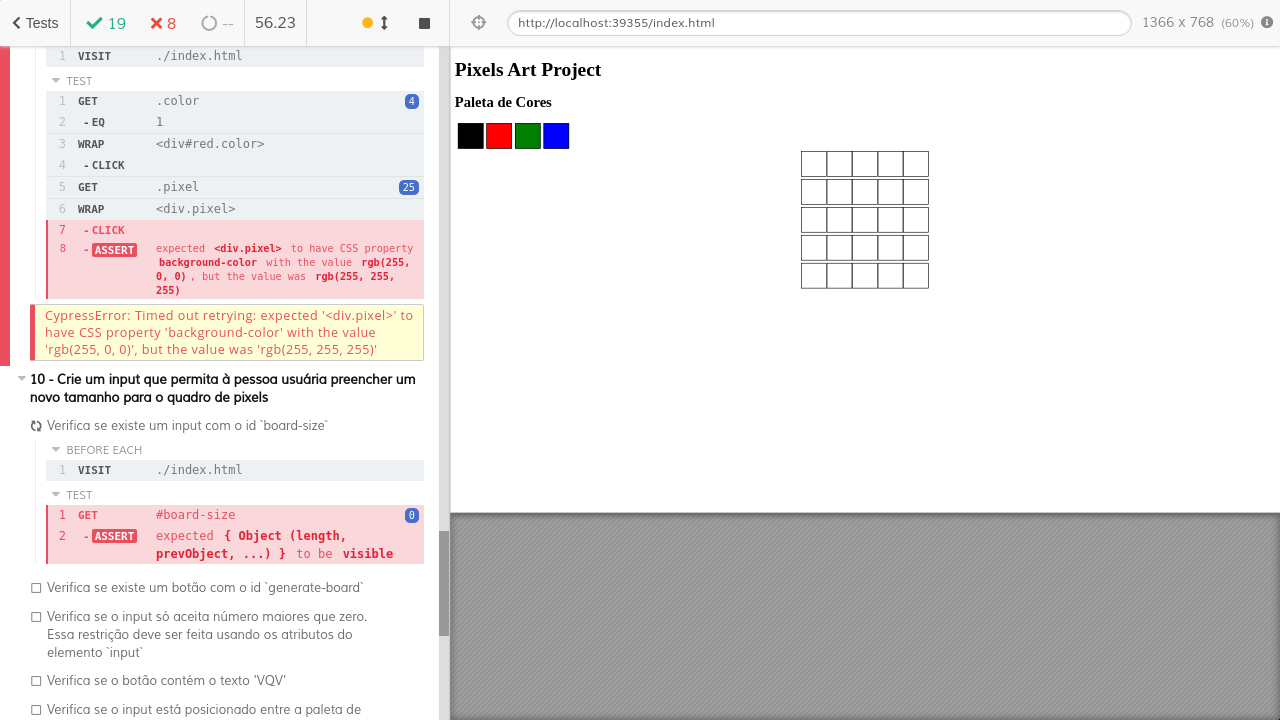 Tests 19 8 -- 56.23 http://localhost:39355/index.html 1366 x 768 (60%)
1 VISIT ./index.html
TEST
1 GET .color 4
2 - EQ 1
3 WRAP <div#red.color>
4 - CLICK
5 GET .pixel 25
6 WRAP <div.pixel>
7 - CLICK
8 - ASSERT expected <div.pixel> to have CSS property
background-color with the value rgb(255,
0, 0) , but the value was rgb(255, 255,
255)
CypressError: Timed out retrying: expected '<div.pixel>' to
have CSS property 'background-color' with the value
'rgb(255, 0, 0)', but the value was 'rgb(255, 255, 255)'
10 - Crie um input que permita à pessoa usuária preencher um
novo tamanho para o quadro de pixels
Verifica se existe um input com o id `board-size`
BEFORE EACH
1 VISIT ./index.html
TEST
1 GET #board-size 0
2 - ASSERT expected { Object (length,
prevObject, ...) } to be visible
Verifica se existe um botão com o id `generate-board`
Verifica se o input só aceita número maiores que zero.
Essa restrição deve ser feita usando os atributos do
elemento `input`
Verifica se o botão contém o texto 'VQV'
Verifica se o input está posicionado entre a paleta de
Pixels Art Project
Paleta de Cores